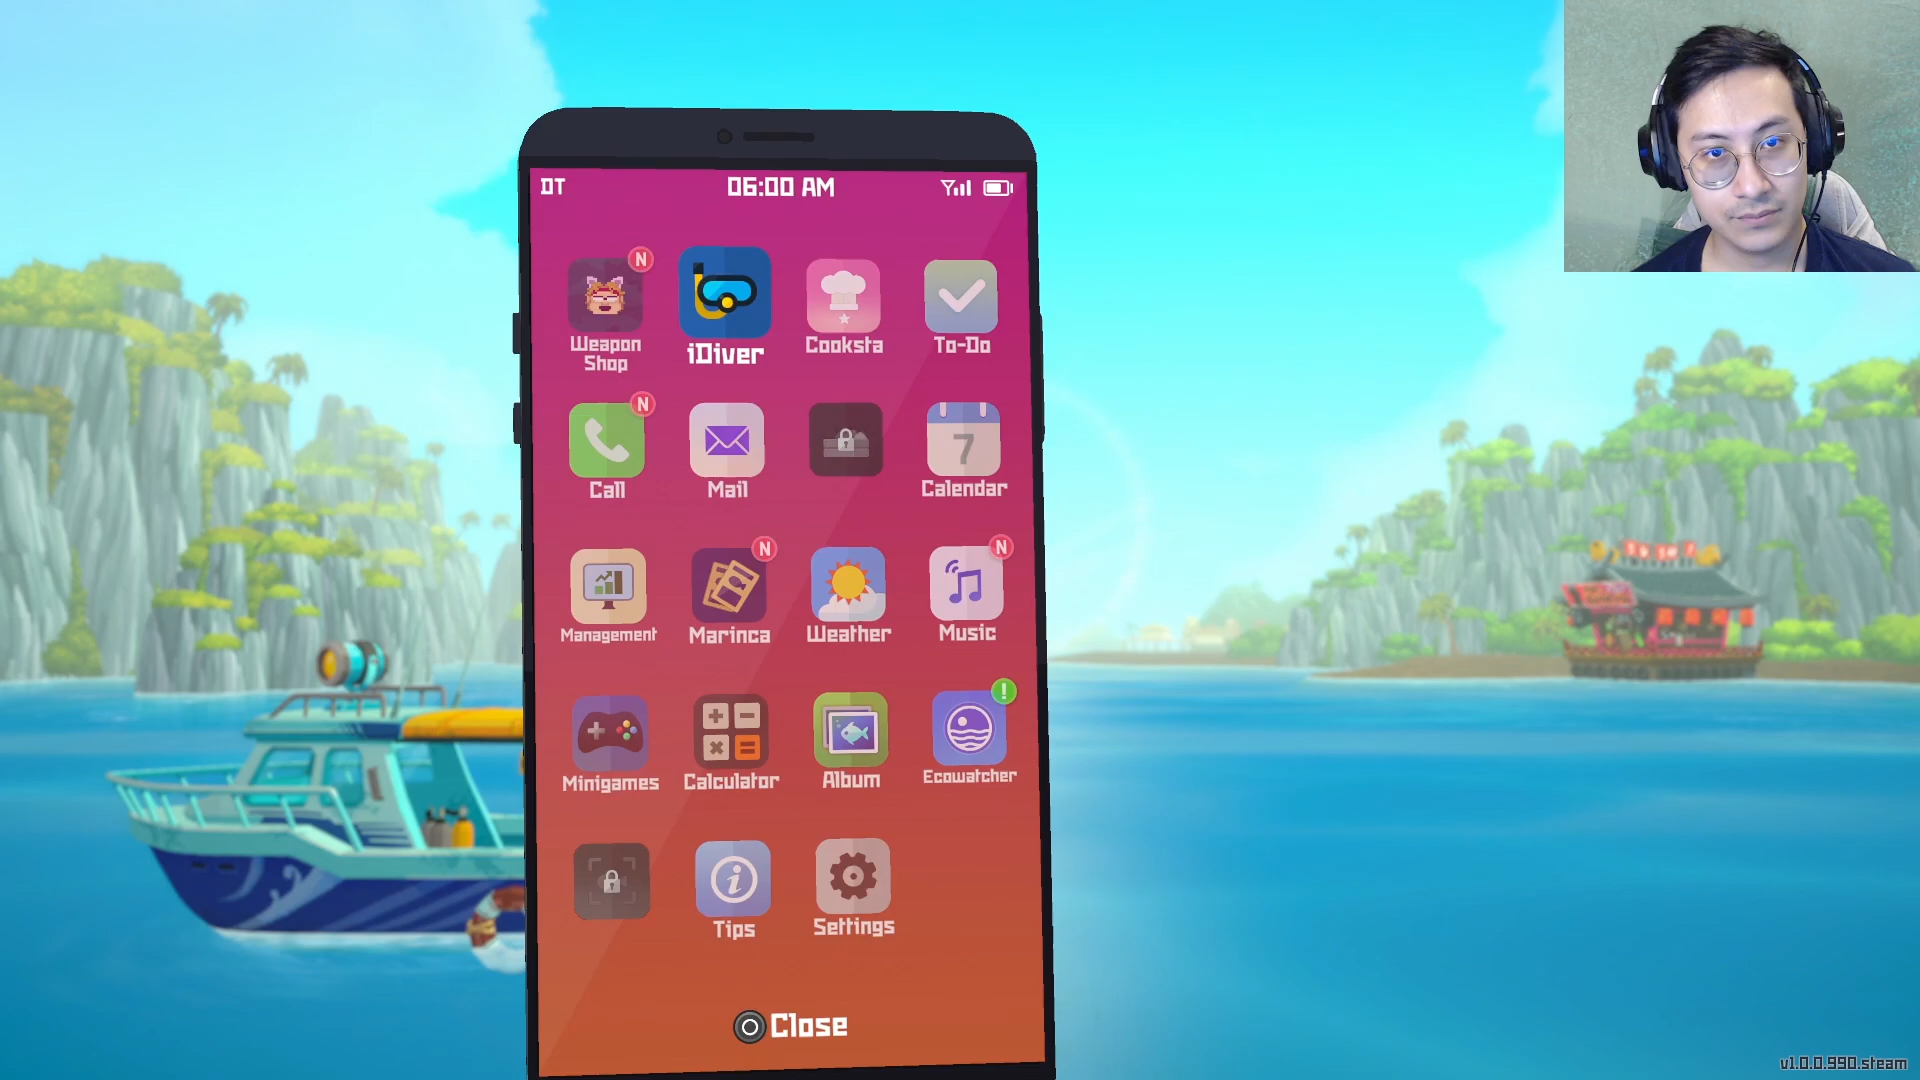 DT
06:00 AM
N
Weapon
Shop
iDiver
Cooksta
To-Do
N
Call
Mail
7
Calendar
Management
N
Marinca
Weather
N
Music
Minigames
Calculator
Album
!
Ecowatcher
i
Tips
Settings
Close
v1.0.0.990.steam